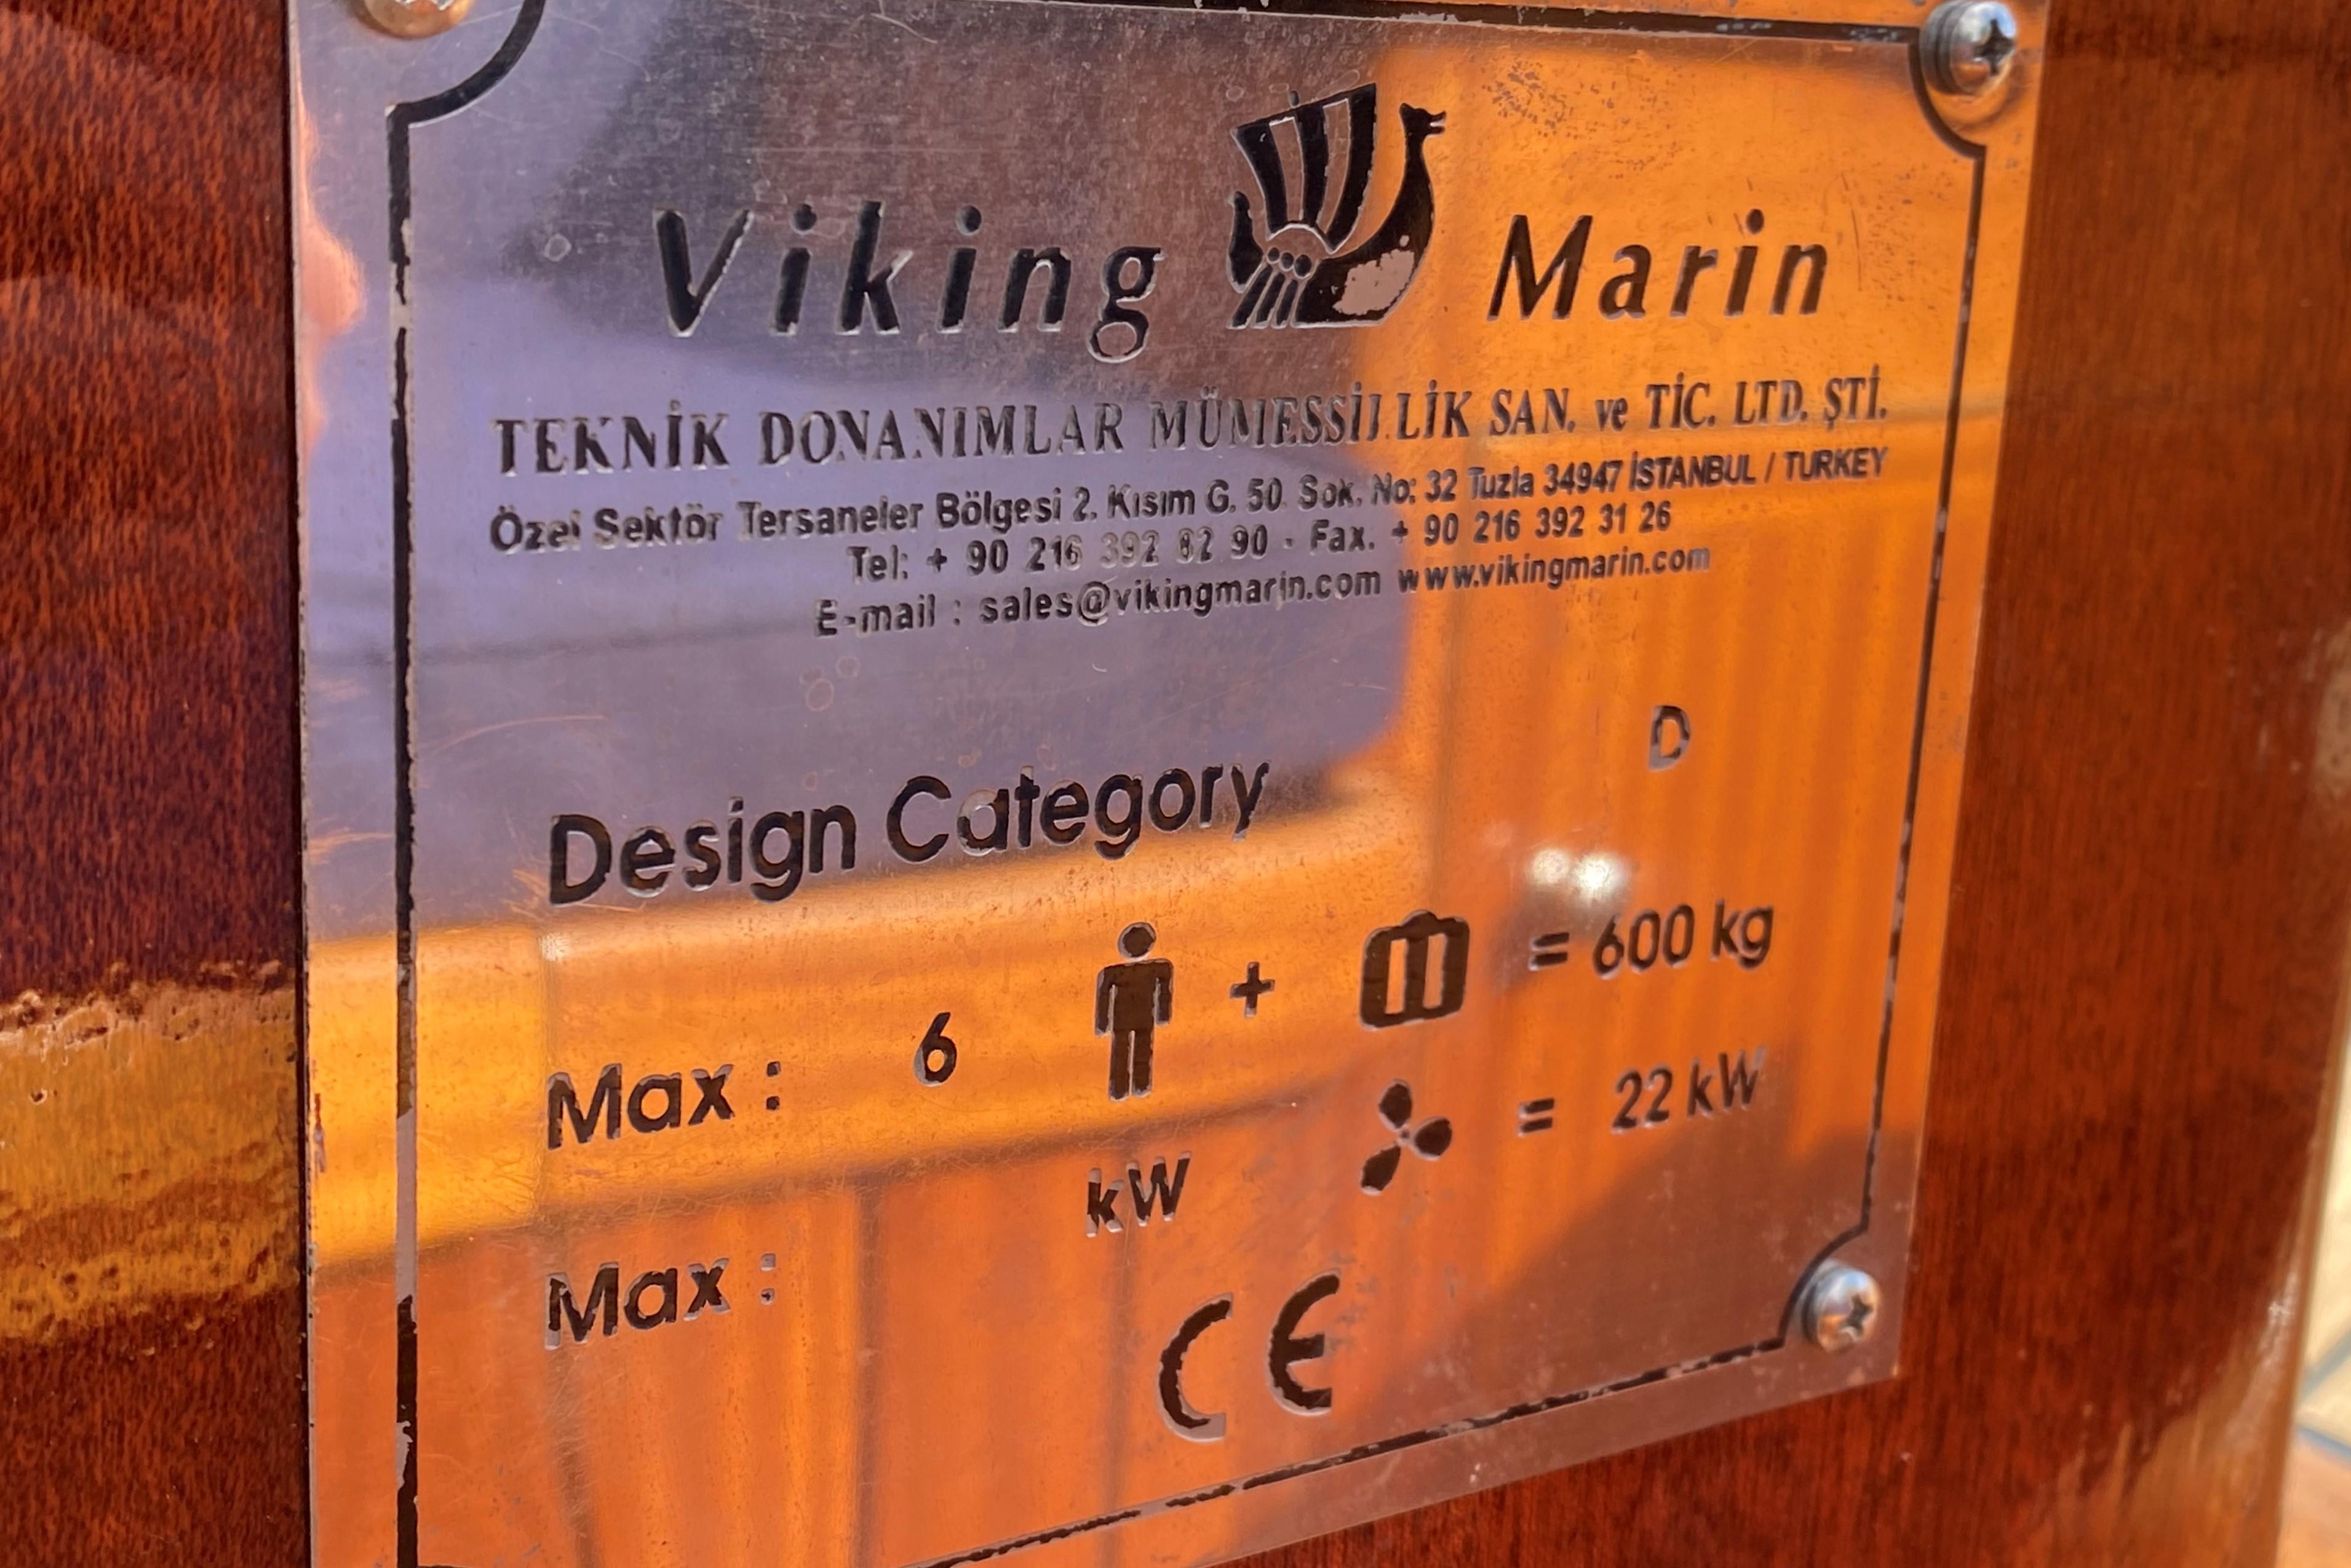 Viking Marin
TEKNİK DONANIMLAR MÜMESSİLLİK SAN. ve TİC. LTD. ŞTİ.
Özel Sektör Tersaneler Bölgesi 2. Kısım G. 50 Sok. No: 32 Tuzla 34947 İSTANBUL / TURKEY
Tel: + 90 216 392 82 90 - Fax. + 90 216 392 31 26
E-mail : sales@vikingmarin.com www.vikingmarin.com
Design Category D
Max : 6 + = 600 kg
kW = 22 kW
Max :
CE